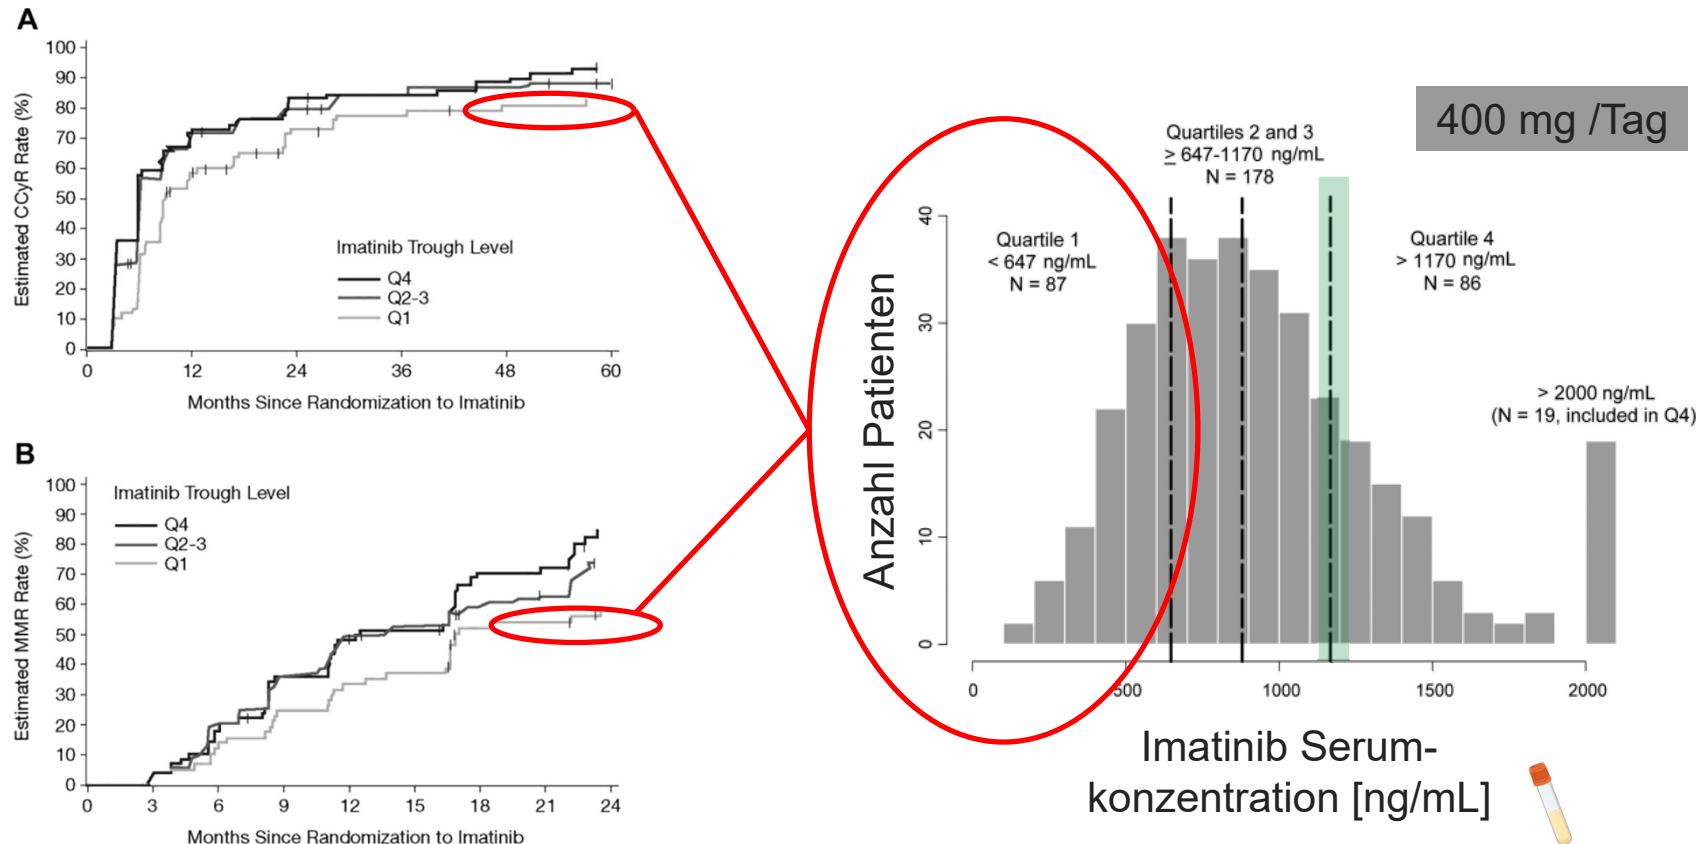 A
100
90
80
70
60
50
40
30
20
10
0
Estimated CCyR Rate (%)
Imatinib Trough Level
Q4
Q2-3
Q1
0 12 24 36 48 60
Months Since Randomization to Imatinib
B
100
90
80
70
60
50
40
30
20
10
0
Estimated MMR Rate (%)
Imatinib Trough Level
Q4
Q2-3
Q1
0 3 6 9 12 15 18 21 24
Months Since Randomization to Imatinib
400 mg /Tag
Quartiles 2 and 3
≥ 647-1170 ng/mL
N = 178
Quartile 1
< 647 ng/mL
N = 87
Quartile 4
> 1170 ng/mL
N = 86
> 2000 ng/mL
(N = 19, included in Q4)
Anzahl Patienten
40
30
20
10
0
0 500 1000 1500 2000
Imatinib Serum-
konzentration [ng/mL]